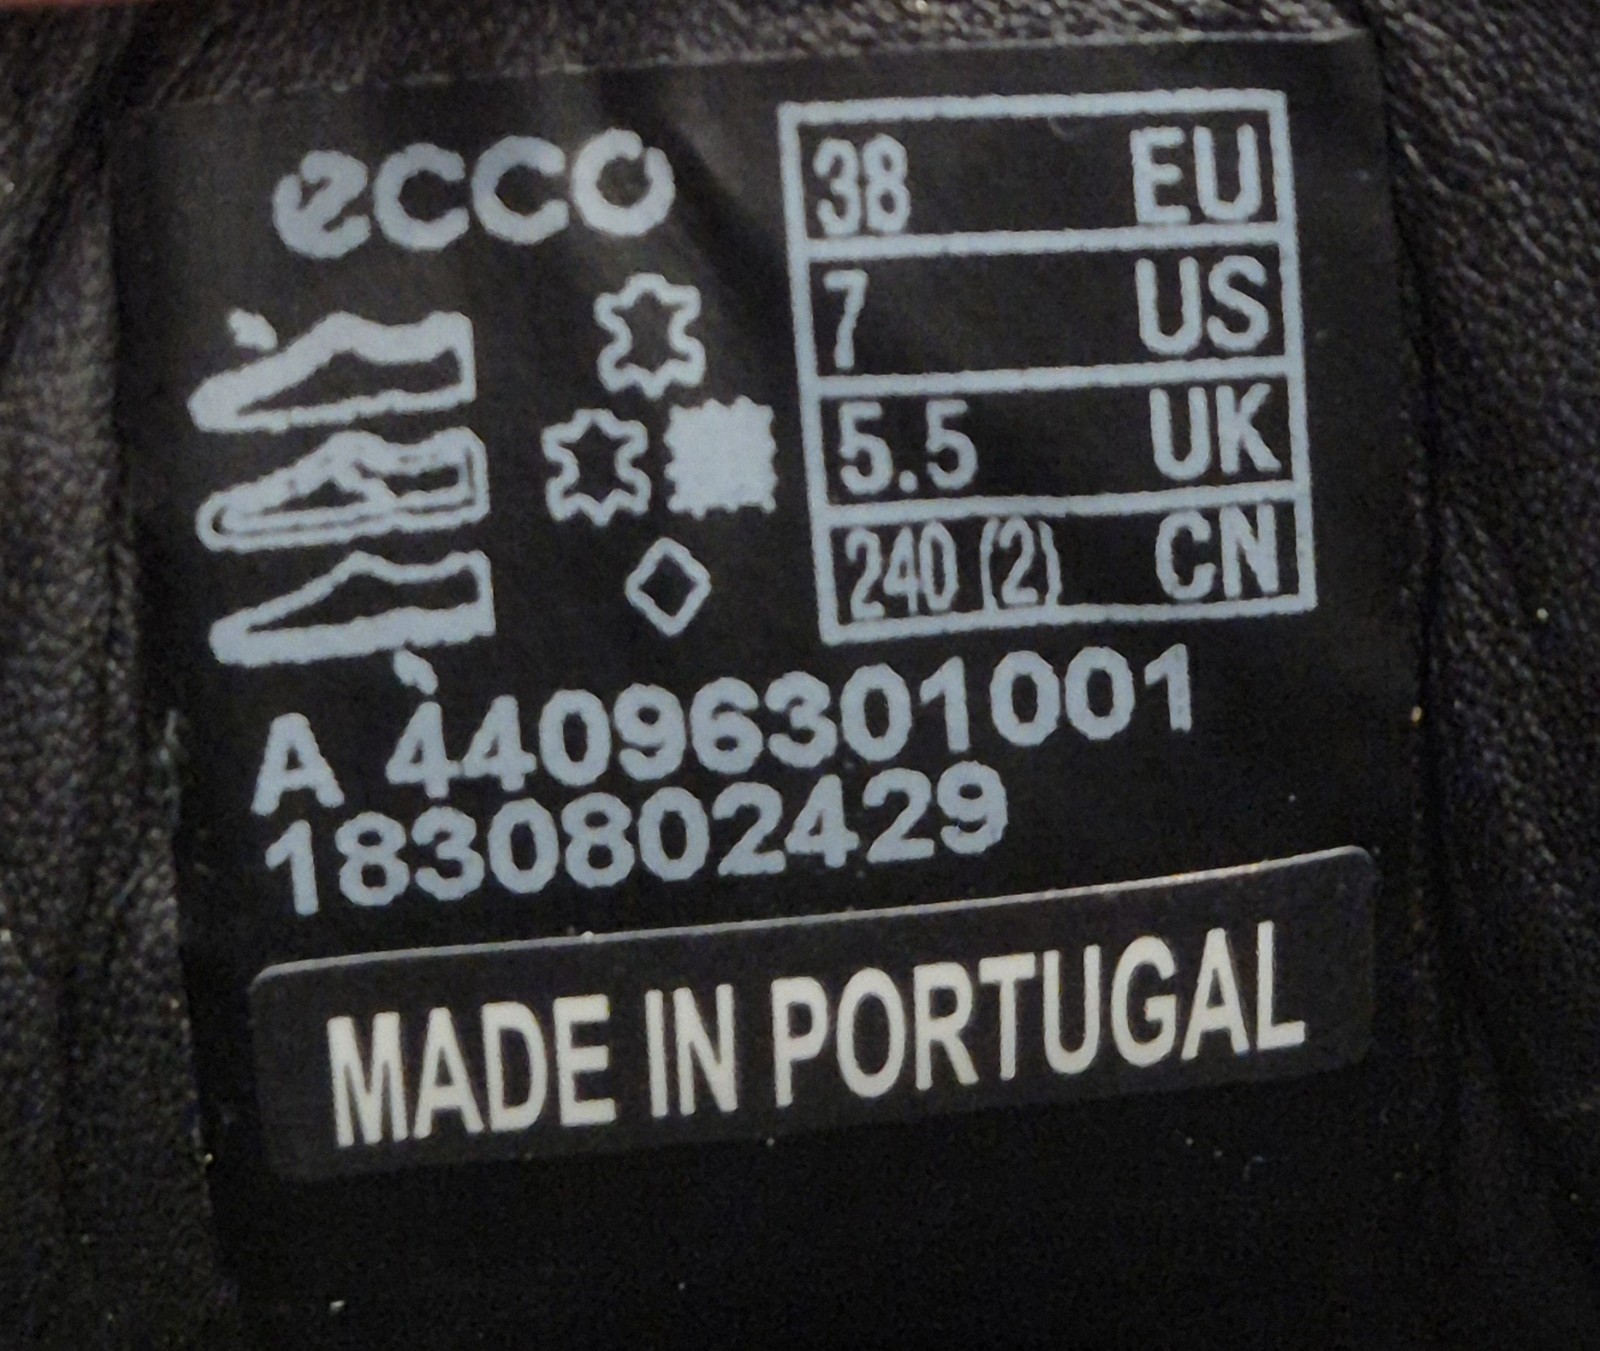 ecco
38 EU
7 US
5.5 UK
240 (2) CN
A 44096301001
1830802429
MADE IN PORTUGAL